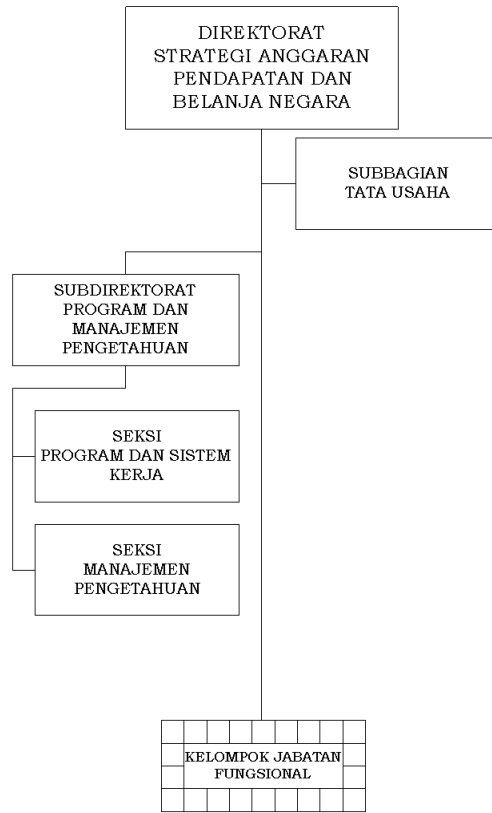 DIREKTORAT
STRATEGI ANGGARAN
PENDAPATAN DAN
BELANJA NEGARA
SUBBAGIAN
TATA USAHA
SUBDIREKTORAT
PROGRAM DAN
MANAJEMEN
PENGETAHUAN
SEKSI
PROGRAM DAN SISTEM
KERJA
SEKSI
MANAJEMEN
PENGETAHUAN
KELOMPOK JABATAN
FUNGSIONAL